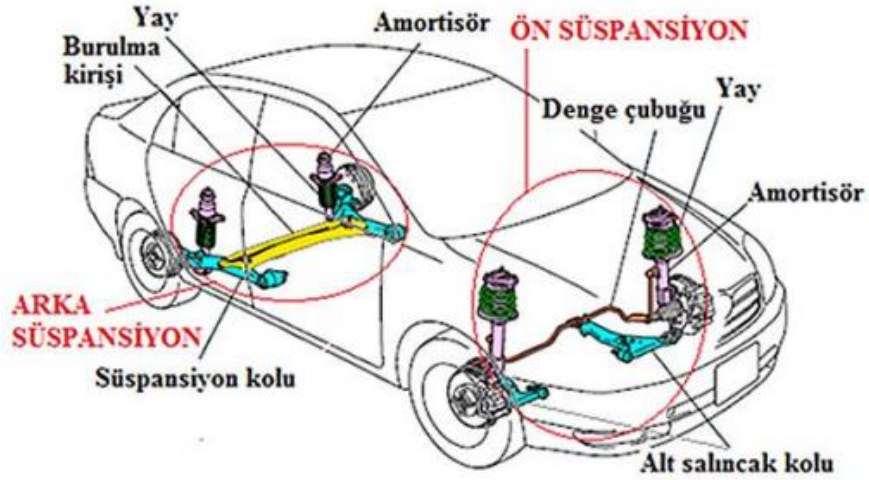 Yay
Burulma
kirişi
Amortisör
ÖN SÜSPANSİYON
Denge çubuğu
Yay
Amortisör
ARKA
SÜSPANSİYON
Süspansiyon kolu
Alt salıncak kolu